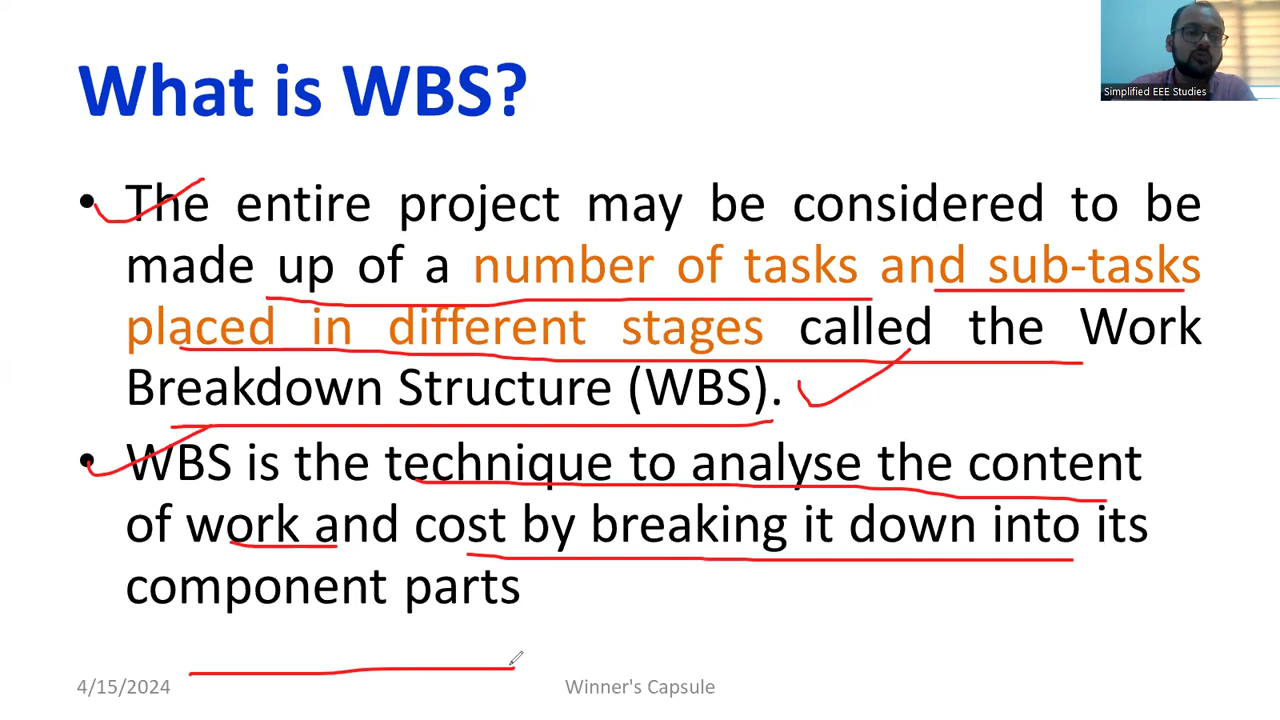 Simplified EEE Studies
What is WBS?
• The entire project may be considered to be
made up of a number of tasks and sub-tasks
placed in different stages called the Work
Breakdown Structure (WBS).
• WBS is the technique to analyse the content
of work and cost by breaking it down into its
component parts
4/15/2024
Winner's Capsule